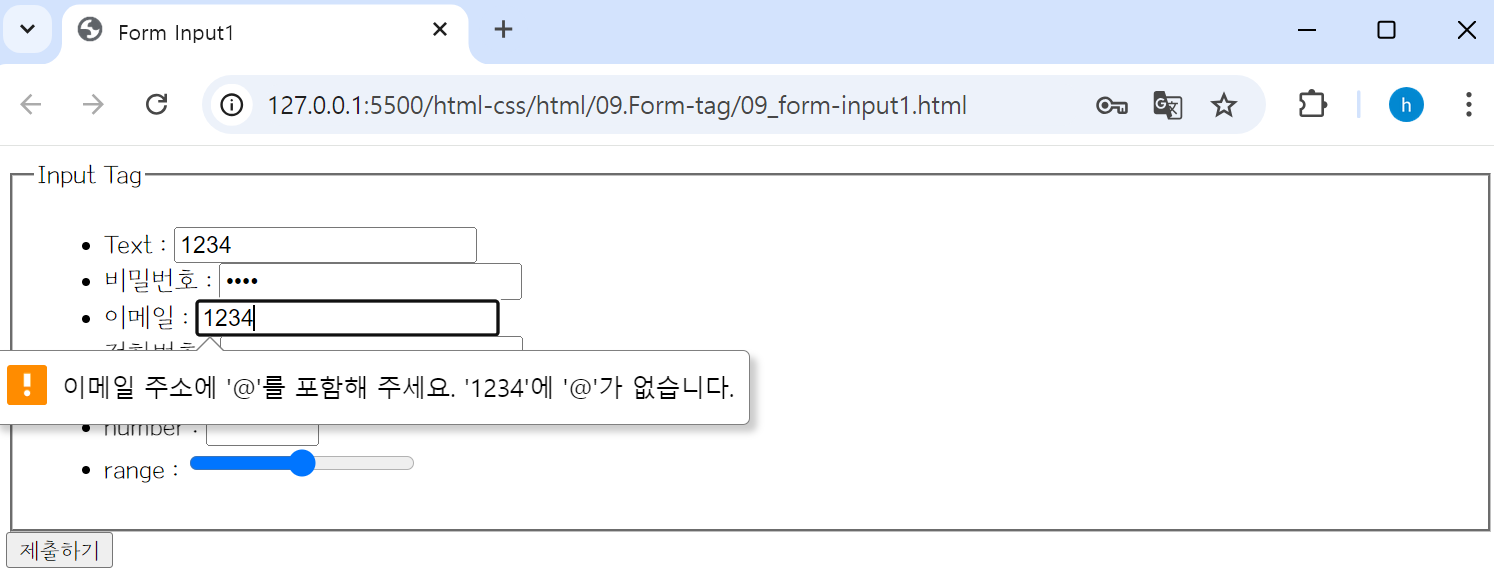 Form Input1
127.0.0.1:5500/html-css/html/09.Form-tag/09_form-input1.html
h
Input Tag
Text : 1234
비밀번호 : ••••
이메일 : 1234
이메일 주소에 '@'를 포함해 주세요. '1234'에 '@'가 없습니다.
number :
range :
제출하기